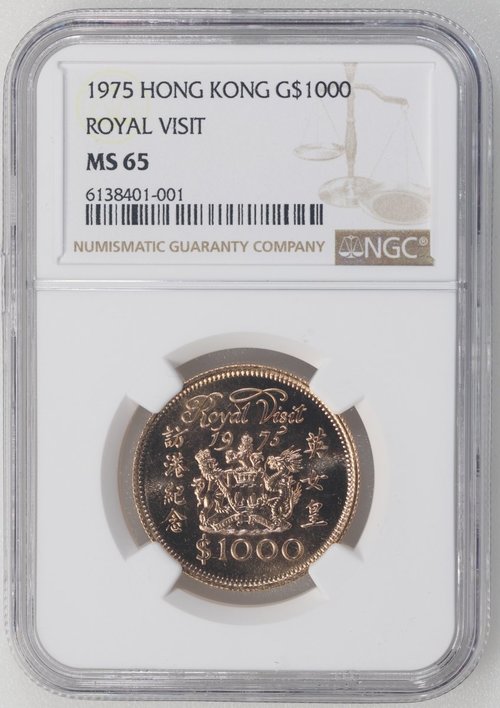 1975 HONG KONG G$1000
ROYAL VISIT
MS 65
6138401-001
NUMISMATIC GUARANTY COMPANY
NGC®
Royal Visit
1975
英女皇
訪港紀念
$1000